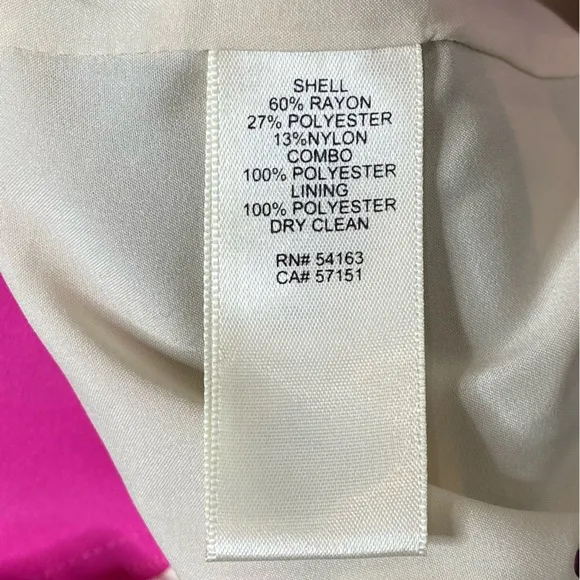 SHELL
60% RAYON
27% POLYESTER
13%NYLON
COMBO
100% POLYESTER
LINING
100% POLYESTER
DRY CLEAN
RN# 54163
CA# 57151